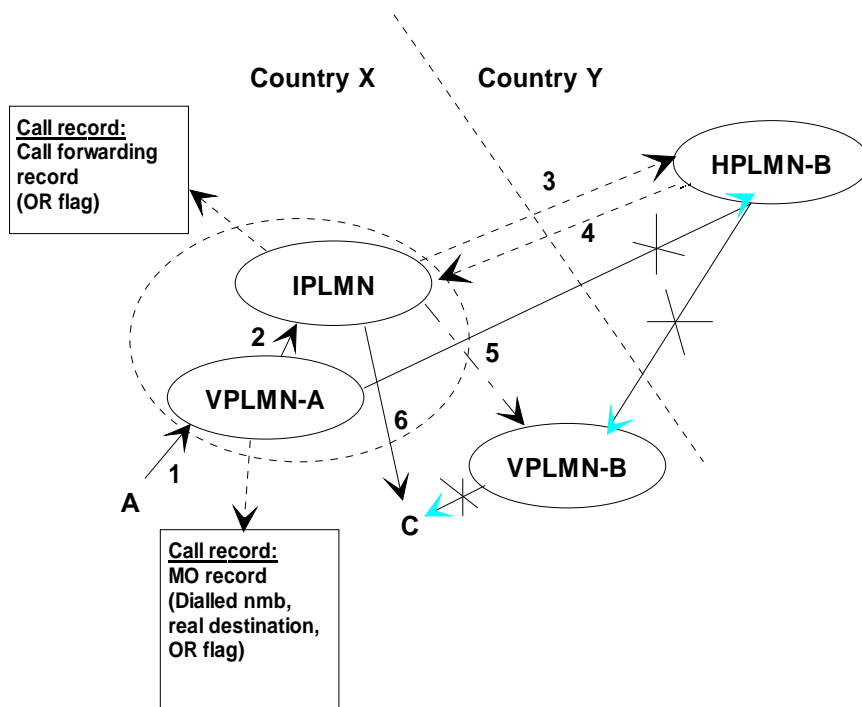 Country X
Country Y
Call record:
Call forwarding
record
(OR flag)
HPLMN-B
3
4
IPLMN
2
5
VPLMN-A
6
VPLMN-B
1
A
C
Call record:
MO record
(Dialled nmb,
real destination,
OR flag)